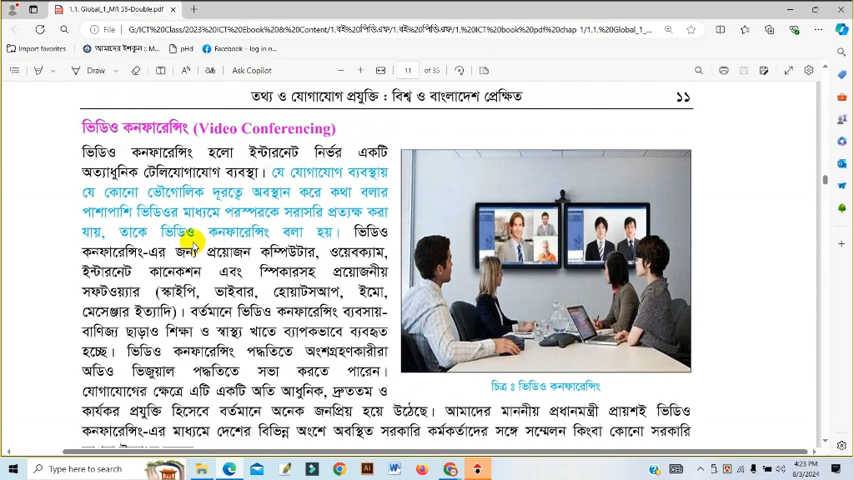 1.1. Global_1_MR 35-Double.pdf
Import favorites
pHd
Facebook – log in o...
Draw
Ask Copilot
11 of 35
তথ্য ও যোগাযোগ প্রযুক্তি : বিশ্ব ও বাংলাদেশ প্রেক্ষিত ১১
ভিডিও কনফারেন্সিং (Video Conferencing)
ভিডিও কনফারেন্সিং হলো ইন্টারনেট নির্ভর একটি
অত্যাধুনিক টেলিযোগাযোগ ব্যবস্থা। যে যোগাযোগ ব্যবস্থায়
যে কোনো ভৌগোলিক দূরত্বে অবস্থান করে কথা বলার
পাশাপাশি ভিডিওর মাধ্যমে পরস্পরকে সরাসরি প্রত্যক্ষ করা
যায়, তাকে ভিডিও কনফারেন্সিং বলা হয়। ভিডিও
কনফারেন্সিং-এর জন্য প্রয়োজন কম্পিউটার, ওয়েবক্যাম,
ইন্টারনেট কানেকশন এবং স্পিকারসহ প্রয়োজনীয়
সফটওয়্যার (স্কাইপি, ভাইবার, হোয়াটসআপ, ইমো,
মেসেঞ্জার ইত্যাদি)। বর্তমানে ভিডিও কনফারেন্সিং ব্যবসায়-
বাণিজ্য ছাড়াও শিক্ষা ও স্বাস্থ্য খাতে ব্যাপকভাবে ব্যবহৃত
হচ্ছে। ভিডিও কনফারেন্সিং পদ্ধতিতে অংশগ্রহণকারীরা
অডিও ভিজুয়াল পদ্ধতিতে সভা করতে পারেন।
যোগাযোগের ক্ষেত্রে এটি একটি অতি আধুনিক, দ্রুততম ও
চিত্র ঃ ভিডিও কনফারেন্সিং
কার্যকর প্রযুক্তি হিসেবে বর্তমানে অনেক জনপ্রিয় হয়ে উঠেছে। আমাদের মাননীয় প্রধানমন্ত্রী প্রায়শই ভিডিও
কনফারেন্সিং-এর মাধ্যমে দেশের বিভিন্ন অংশে অবস্থিত সরকারি কর্মকর্তাদের সঙ্গে সম্মেলন কিংবা কোনো সরকারি
Type here to search
4:23 PM
8/3/2024